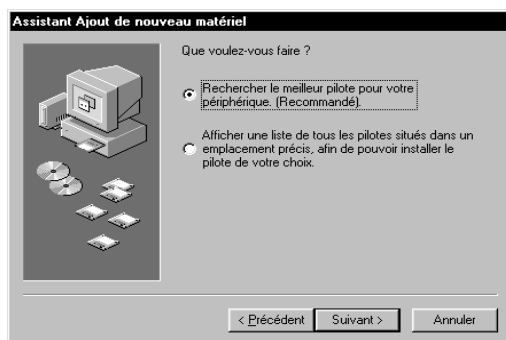 Assistant Ajout de nouveau matériel
Que voulez-vous faire ?
Rechercher le meilleur pilote pour votre
périphérique. (Recommandé).
Afficher une liste de tous les pilotes situés dans un
emplacement précis, afin de pouvoir installer le
pilote de votre choix.
< Précédent Suivant > Annuler